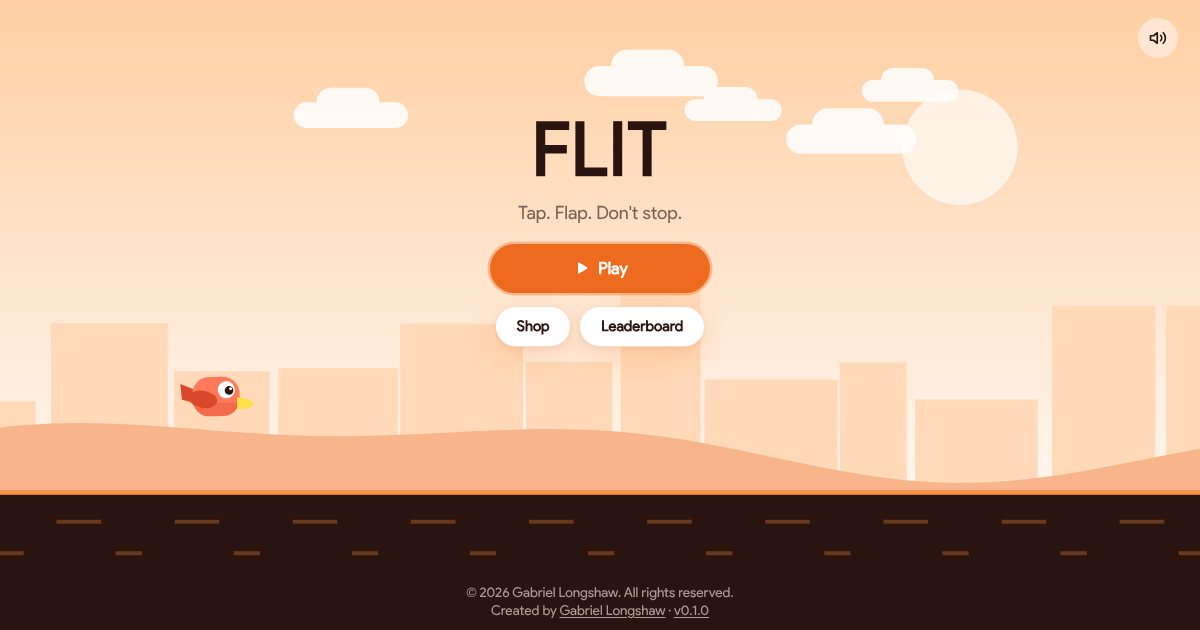 FLIT
Tap. Flap. Don't stop.
Play
Shop
Leaderboard
© 2026 Gabriel Longshaw. All rights reserved.
Created by Gabriel Longshaw · v0.1.0